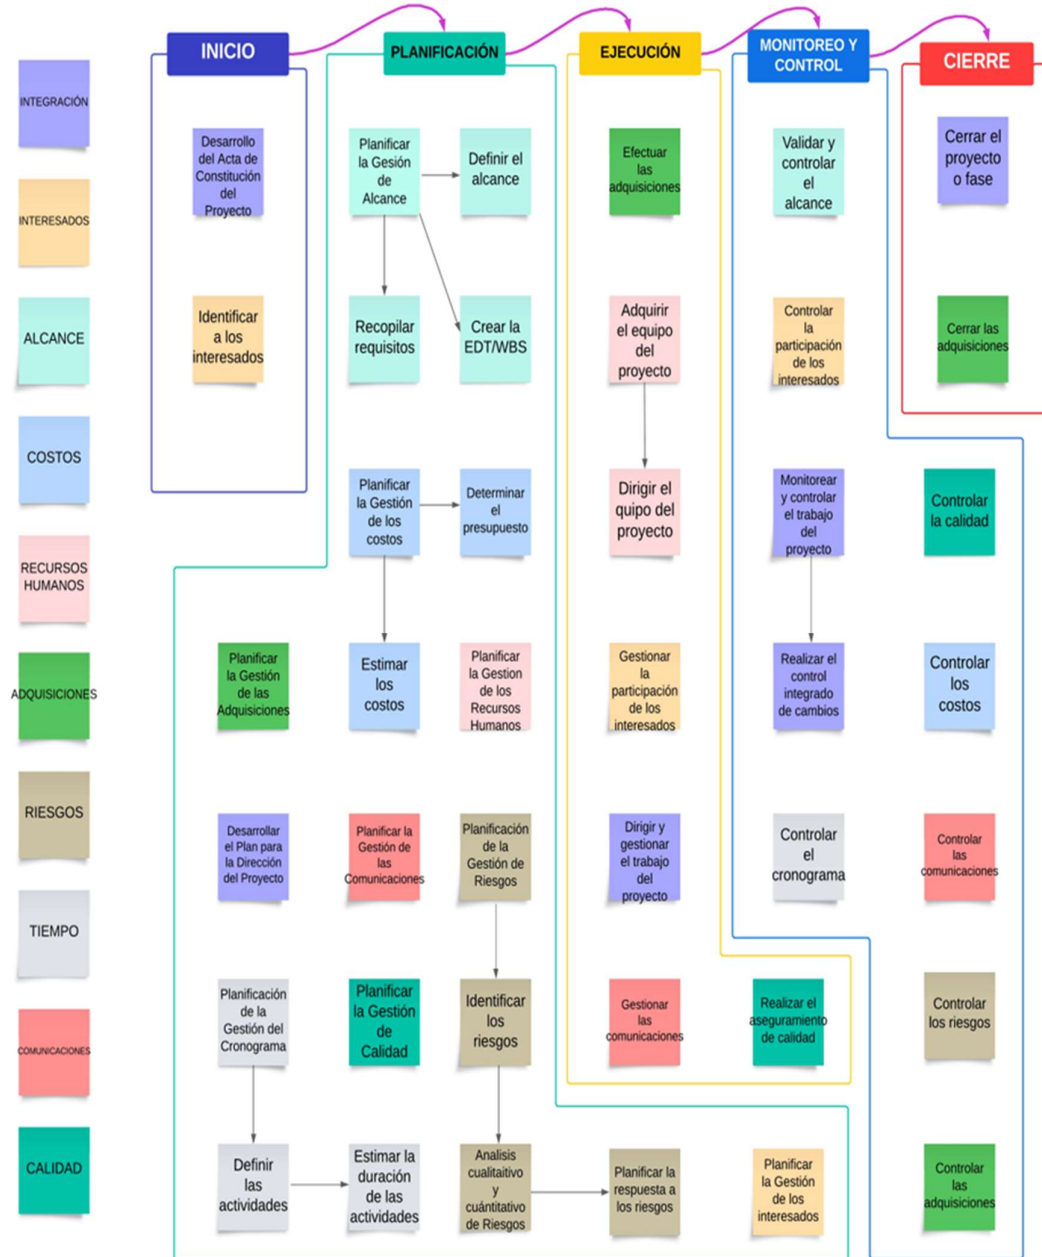 INICIO
PLANIFICACIÓN
EJECUCIÓN
MONITOREO Y
CONTROL
CIERRE
INTEGRACIÓN
INTERESADOS
ALCANCE
COSTOS
RECURSOS
HUMANOS
ADQUISICIONES
RIESGOS
TIEMPO
COMUNICACIONES
CALIDAD
Desarrollo
del Acta de
Constitución
del
Proyecto
Planificar
la Gesión
de
Alcance
Definir el
alcance
Efectuar
las
adquisiciones
Validar y
controlar
el
alcance
Cerrar el
proyecto
o fase
Identificar
a los
interesados
Recopilar
requisitos
Crear la
EDT/WBS
Adquirir
el equipo
del
proyecto
Controlar
la
participación
de los
interesados
Cerrar las
adquisiciones
Planificar
la Gestión
de los
costos
Determinar
el
presupuesto
Dirigir el
quipo del
proyecto
Monitorear
y controlar
el trabajo
del
proyecto
Controlar
la calidad
Planificar
la Gestión
de las
Adquisiciones
Estimar
los
costos
Planificar
la Gestion
de los
Recursos
Humanos
Gestionar
la
participación
de los
interesados
Realizar el
control
integrado
de cambios
Controlar
los
costos
Desarrollar
el Plan para
la Dirección
del Proyecto
Planificar la
Gestión de
las
Comunicaciones
Planificación
de la
Gestión de
Riesgos
Dirigir y
gestionar
el trabajo
del
proyecto
Controlar
el
cronograma
Controlar
las
comunicaciones
Planificación
de la
Gestión del
Cronograma
Planificar
la Gestión
de
Calidad
Identificar
los
riesgos
Gestionar
las
comunicaciones
Realizar el
aseguramiento
de calidad
Controlar
los riesgos
Definir
las
actividades
Estimar la
duración
de las
actividades
Analisis
cualitaitivo
y
cuántitativo
de Riesgos
Planificar la
respuesta a
los riesgos
Planificar
la Gestión
de los
interesados
Controlar
las
adquisiciones